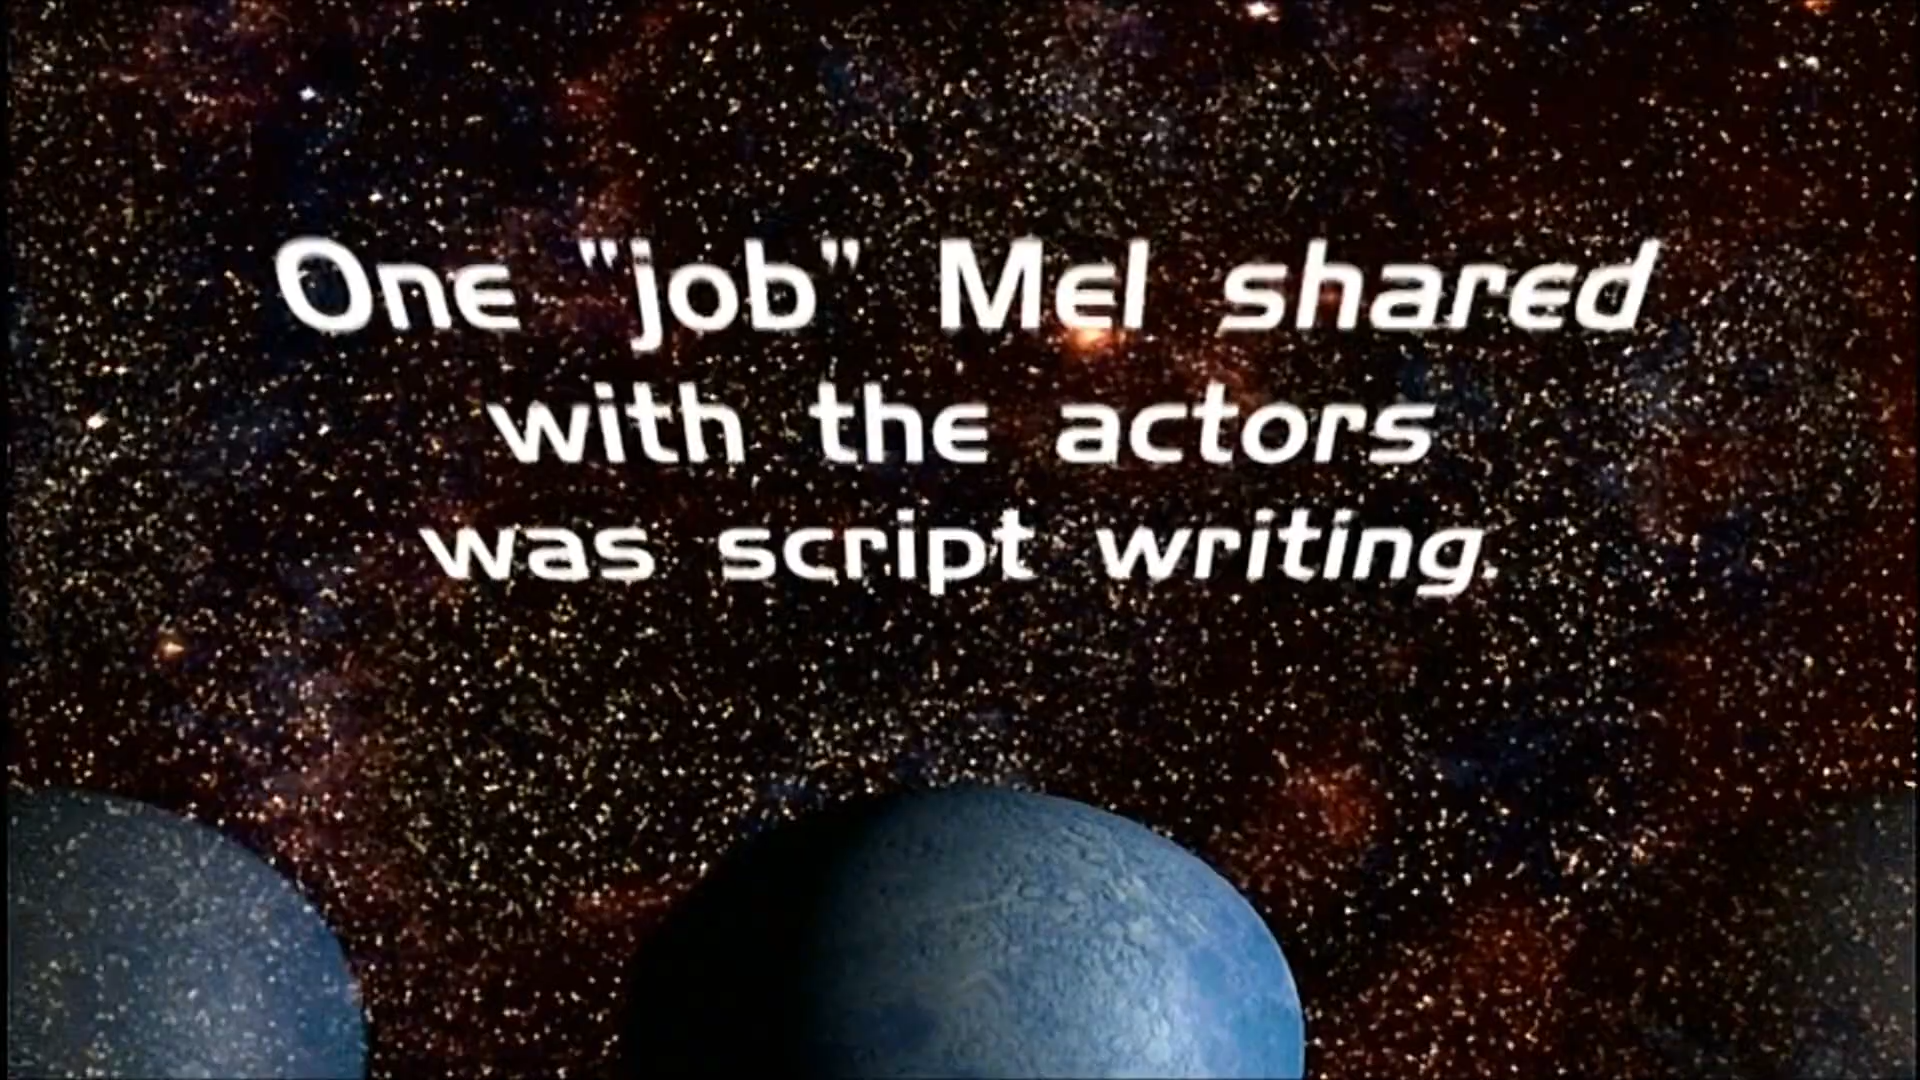 One "job" Mel shared
with the actors
was script writing.